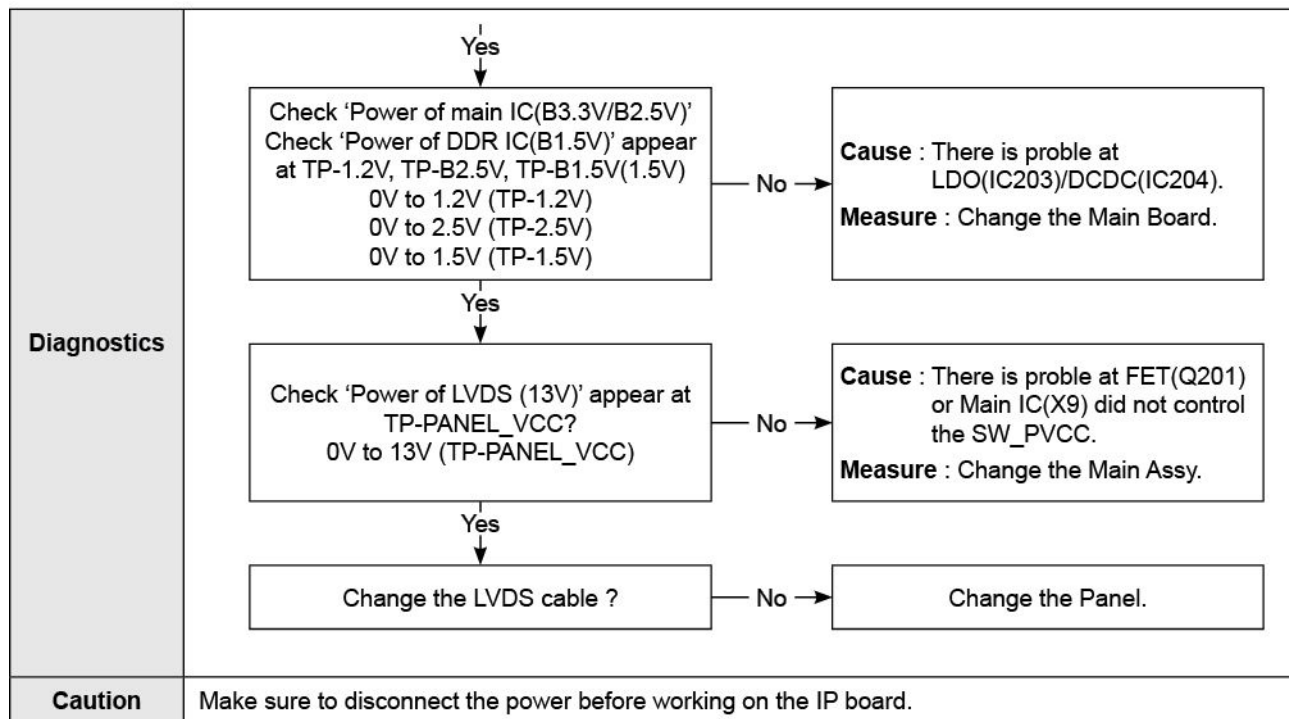 Diagnostics
Yes
Check ‘Power of main IC(B3.3V/B2.5V)’
Check ‘Power of DDR IC(B1.5V)’ appear
at TP-1.2V, TP-B2.5V, TP-B1.5V(1.5V)
0V to 1.2V (TP-1.2V)
0V to 2.5V (TP-2.5V)
0V to 1.5V (TP-1.5V)
No
Cause : There is proble at
LDO(IC203)/DCDC(IC204).
Measure : Change the Main Board.
Yes
Check ‘Power of LVDS (13V)’ appear at
TP-PANEL_VCC?
0V to 13V (TP-PANEL_VCC)
No
Cause : There is proble at FET(Q201)
or Main IC(X9) did not control
the SW_PVCC.
Measure : Change the Main Assy.
Yes
Change the LVDS cable ?
No
Change the Panel.
Caution
Make sure to disconnect the power before working on the IP board.